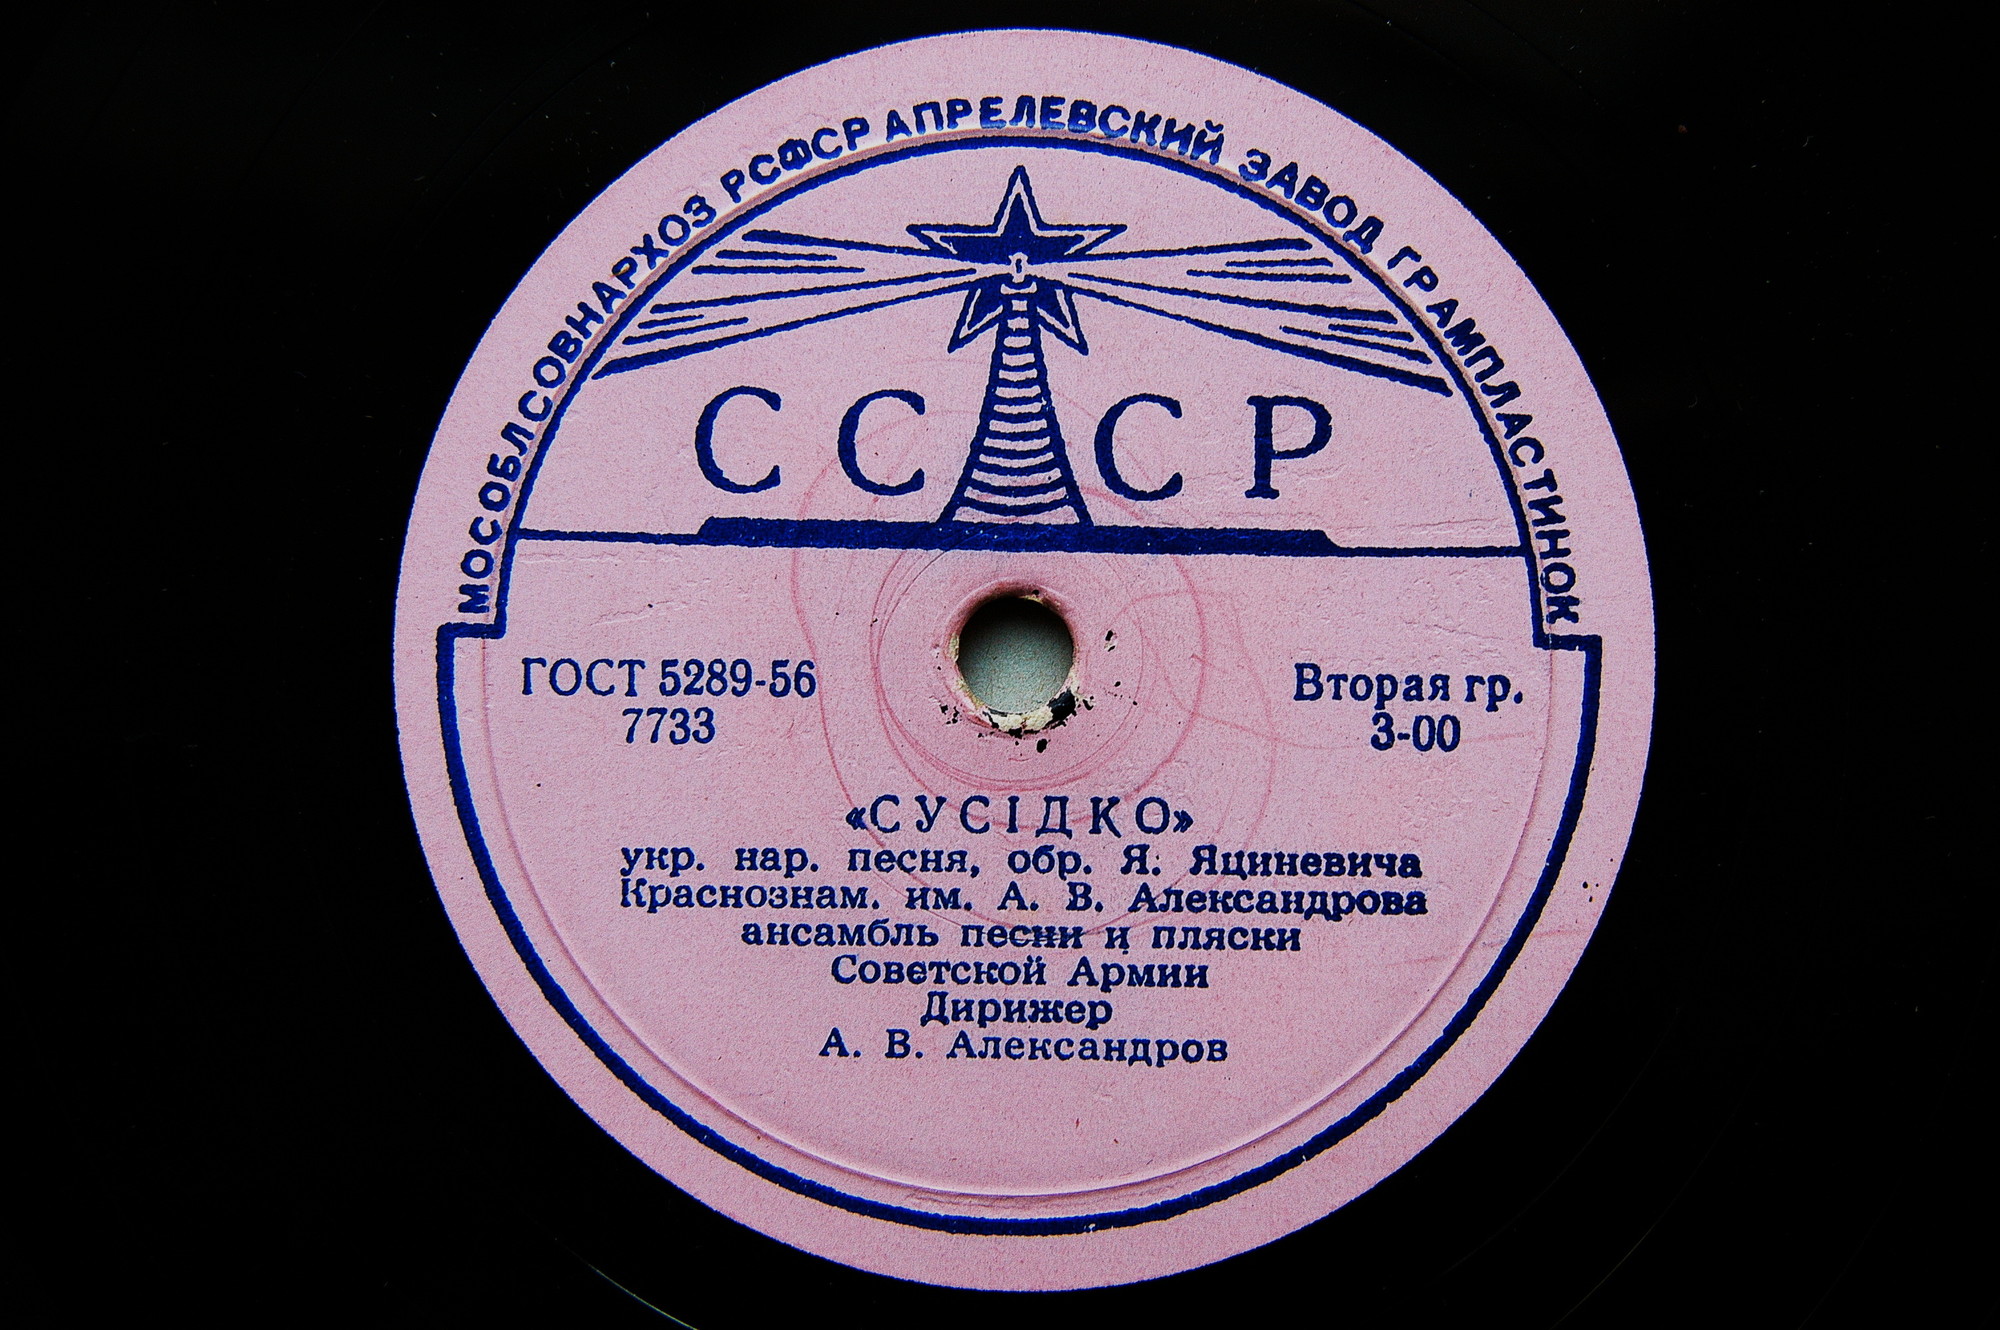 МОСОБЛСОВНАРХОЗ РСФСР АПРЕЛЕВСКИЙ ЗАВОД ГРАМПЛАСТИНОК
СССР
ГОСТ 5289-56
7733
Вторая гр.
3-00
«СУСІДКО»
укр. нар. песня, обр. Я. Яциневича
Краснознам. им. А. В. Александрова
ансамбль песни и пляски
Советской Армии
Дирижер
А. В. Александров